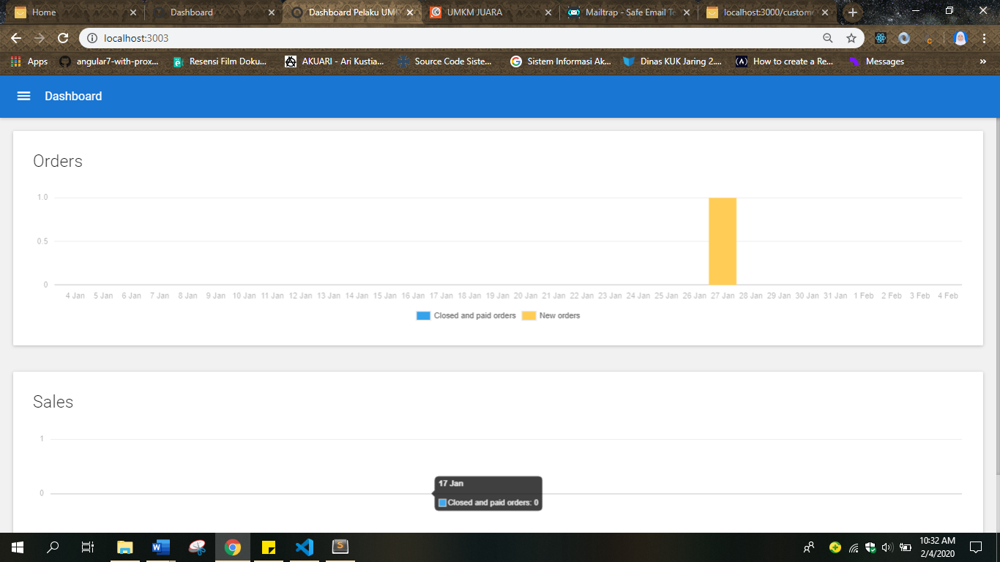 Home
Dashboard
Dashboard Pelaku UMK
UMKM JUARA
Mailtrap - Safe Email Te
localhost:3000/custome
localhost:3003
Apps
angular7-with-prox...
Resensi Film Doku...
AKUARI - Ari Kustia...
Source Code Siste...
Sistem Informasi Ak...
Dinas KUK Jaring 2....
How to create a Re...
Messages
Dashboard
Orders
1.0
0.5
0
4 Jan 5 Jan 6 Jan 7 Jan 8 Jan 9 Jan 10 Jan 11 Jan 12 Jan 13 Jan 14 Jan 15 Jan 16 Jan 17 Jan 18 Jan 19 Jan 20 Jan 21 Jan 22 Jan 23 Jan 24 Jan 25 Jan 26 Jan 27 Jan 28 Jan 29 Jan 30 Jan 31 Jan 1 Feb 2 Feb 3 Feb 4 Feb
Closed and paid orders New orders
Sales
1
0
17 Jan
Closed and paid orders: 0
10:32 AM
2/4/2020